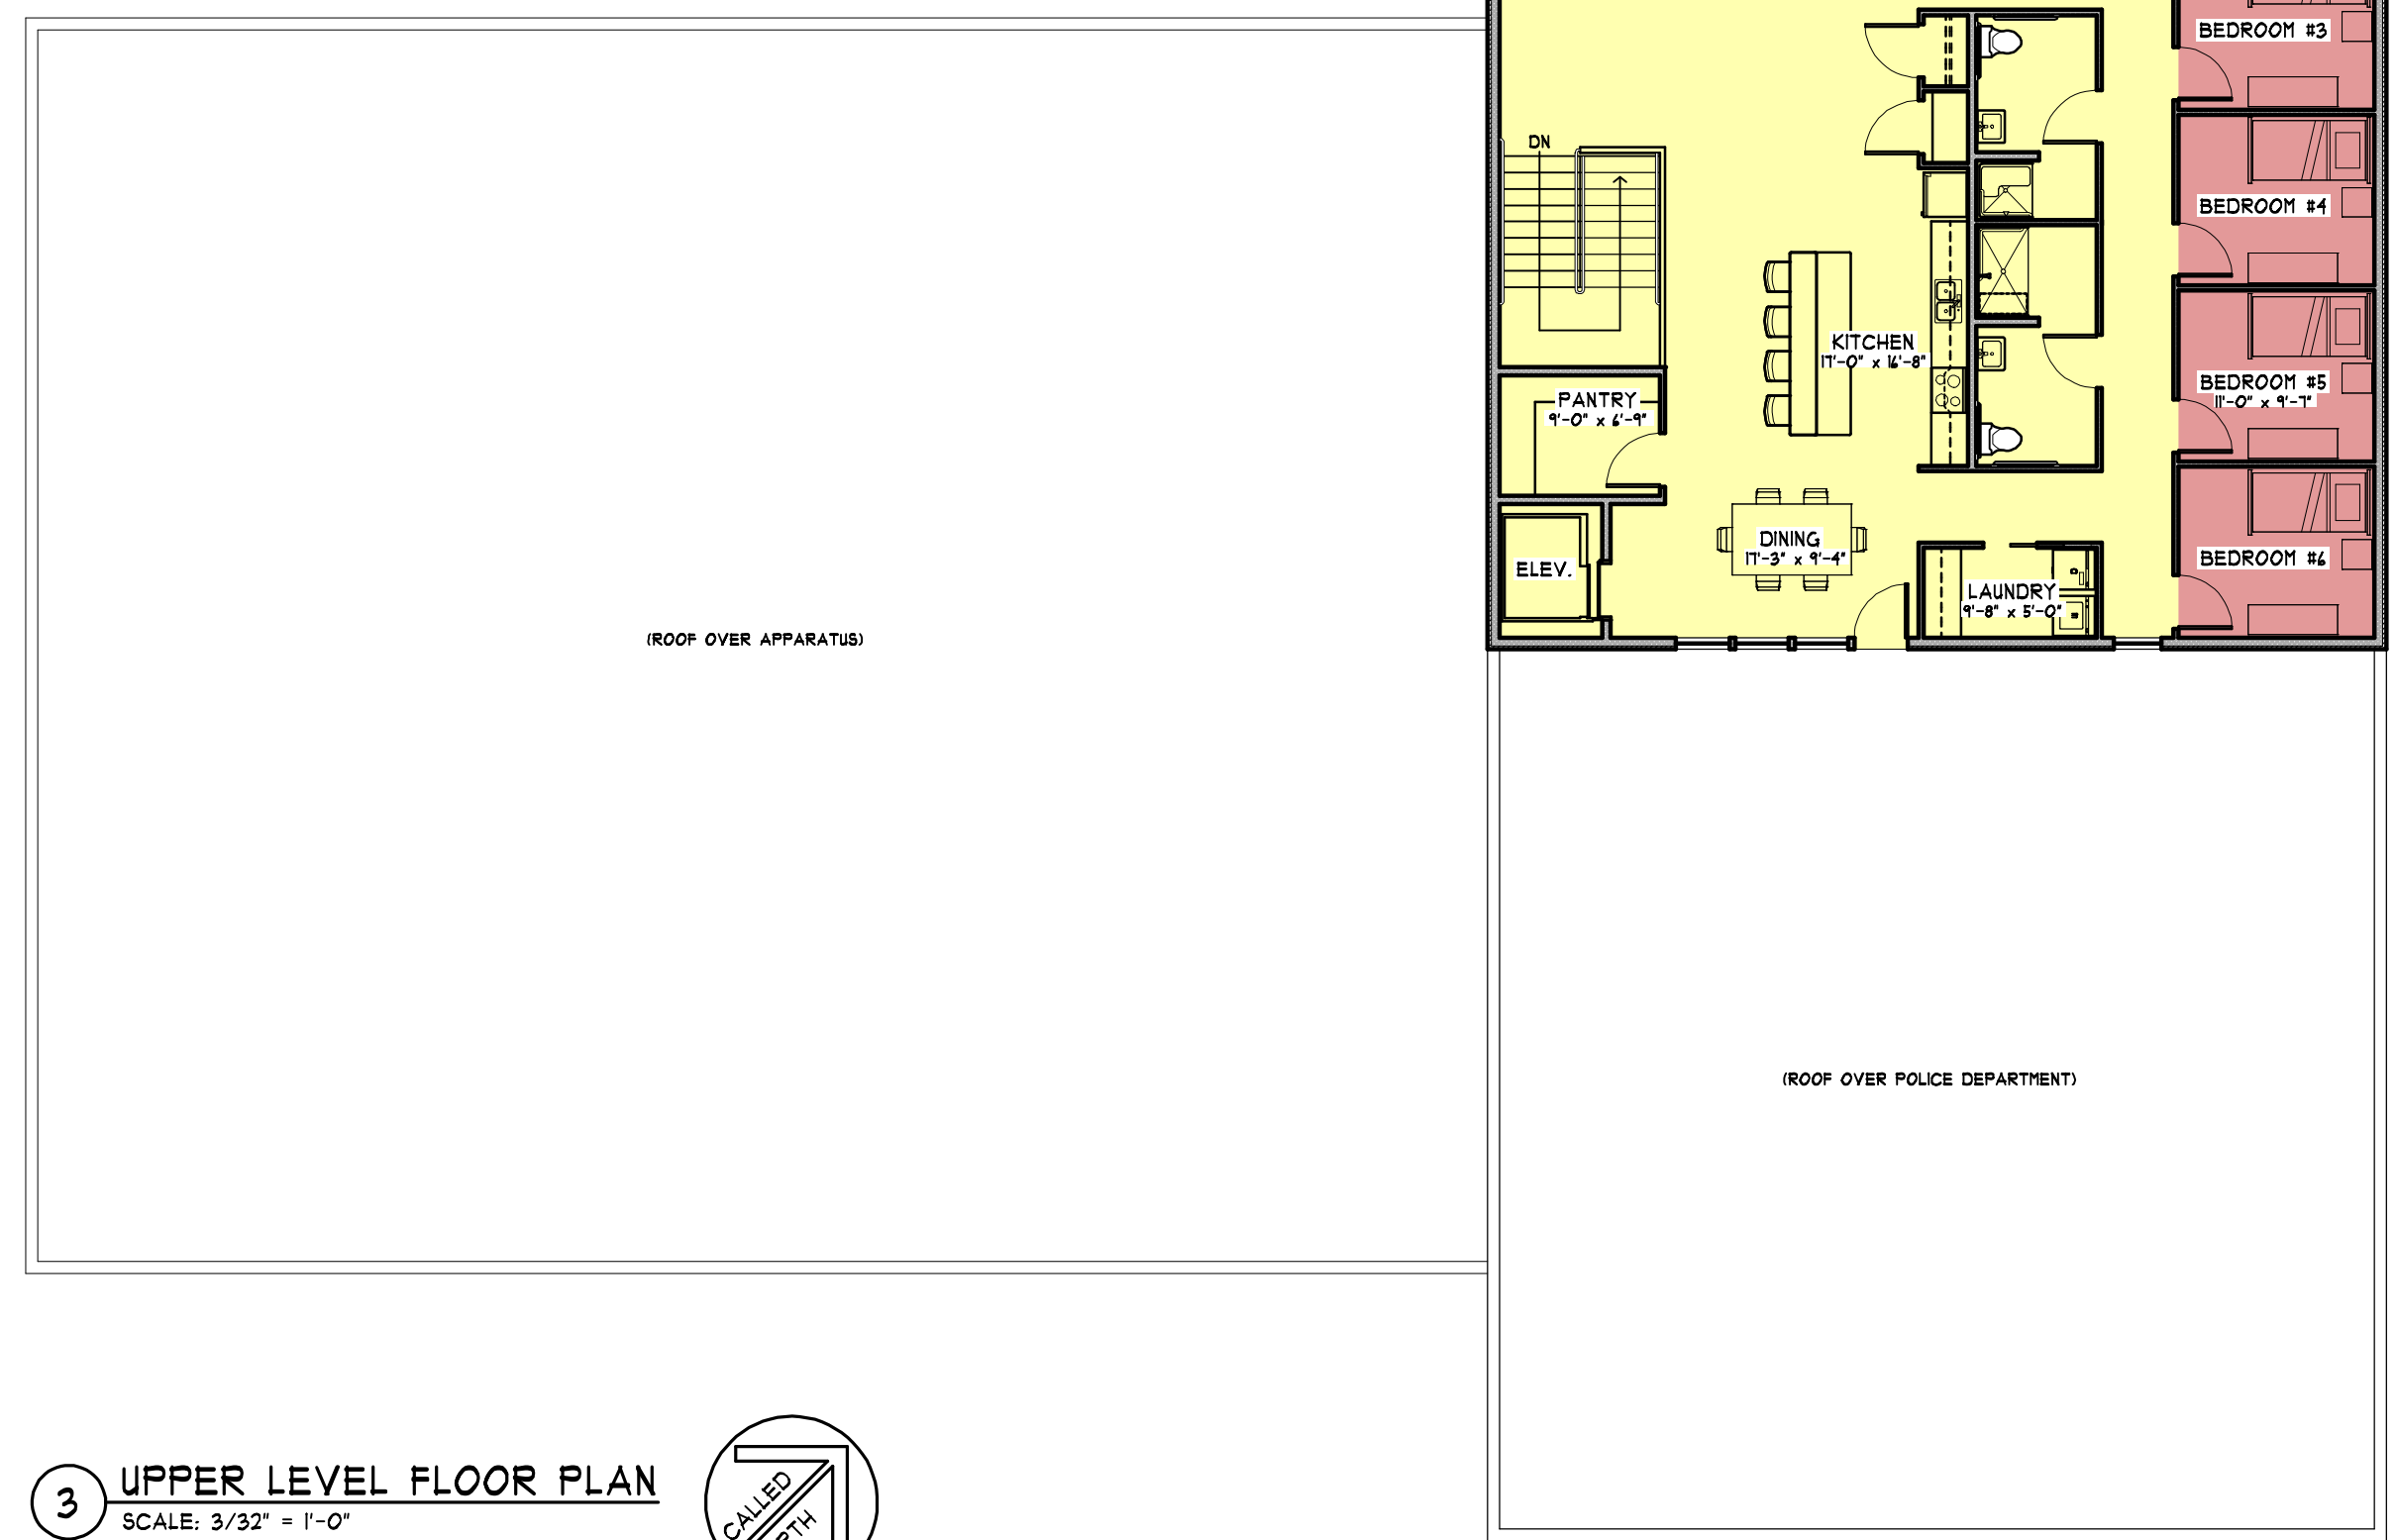 BEDROOM #3
DN
BEDROOM #4
KITCHEN
17'-0" x 16'-8"
PANTRY
9'-0" x 6'-9"
BEDROOM #5
11'-0" x 9'-7"
DINING
17'-3" x 9'-4"
ELEV.
BEDROOM #6
LAUNDRY
9'-8" x 5'-0"
(ROOF OVER APPARATUS)
(ROOF OVER POLICE DEPARTMENT)
3
UPPER LEVEL FLOOR PLAN
SCALE: 3/32" = 1'-0"
CALLED